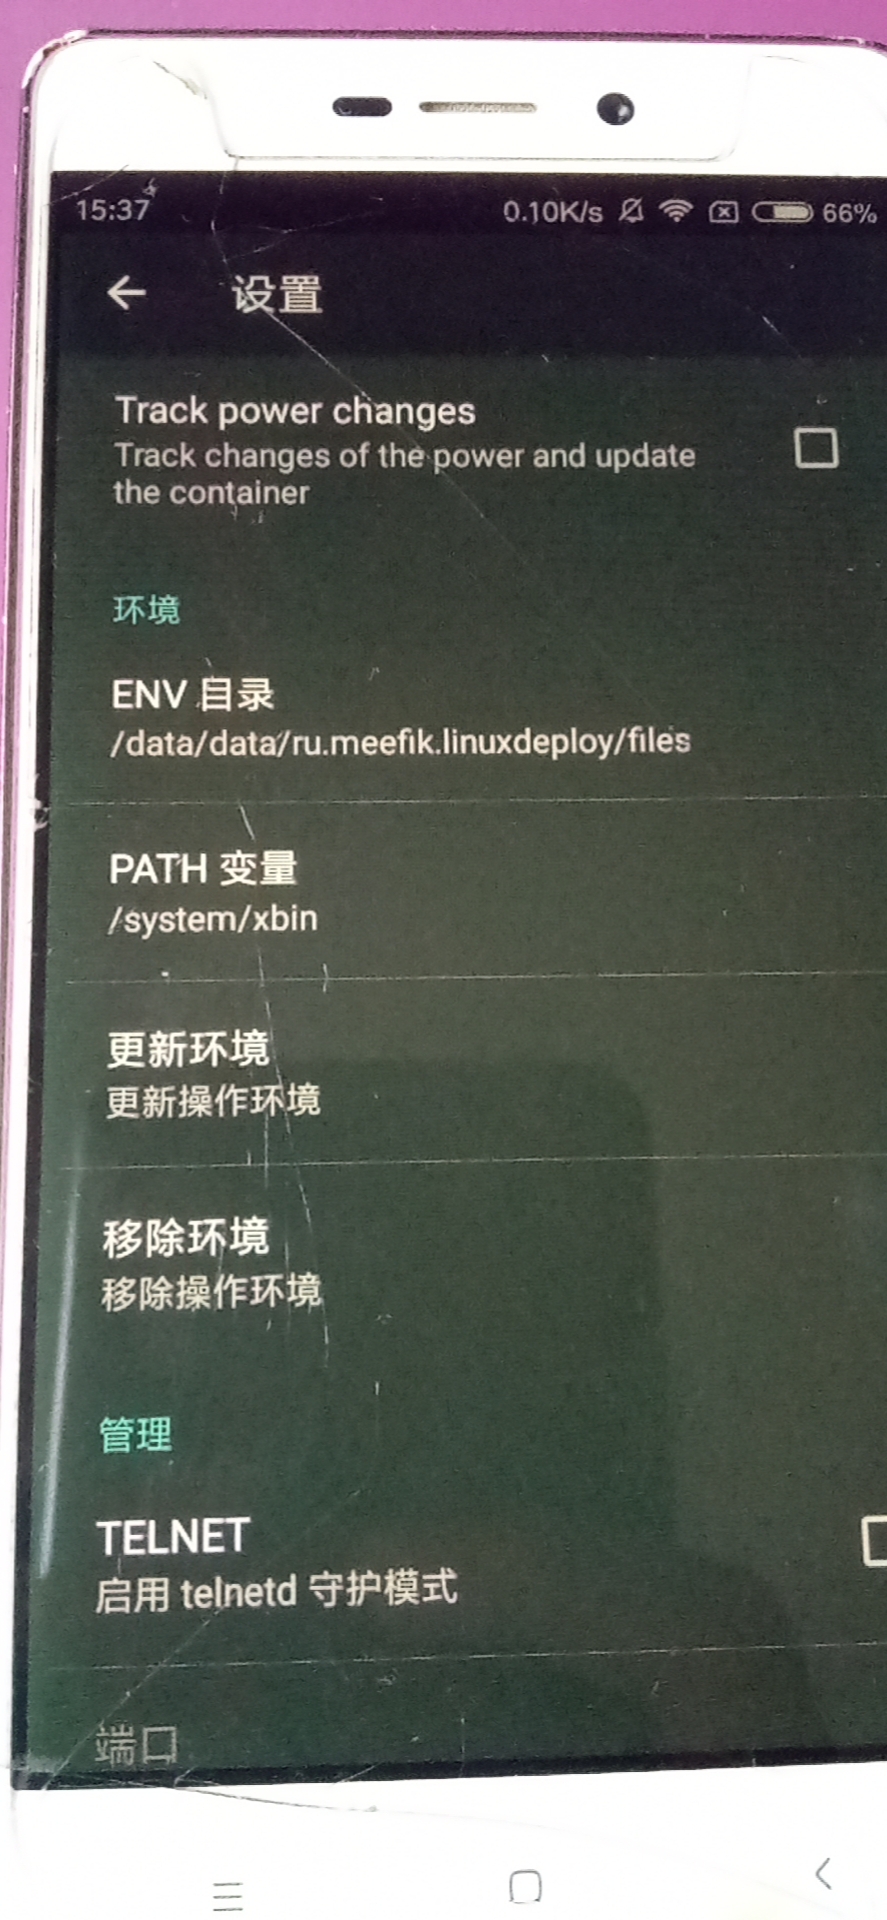 15:37 0.10K/s 66%
设置
Track power changes
Track changes of the power and update
the container
环境
ENV 目录
/data/data/ru.meefik.linuxdeploy/files
PATH 变量
/system/xbin
更新环境
更新操作环境
移除环境
移除操作环境
管理
TELNET
启用 telnetd 守护模式
端口